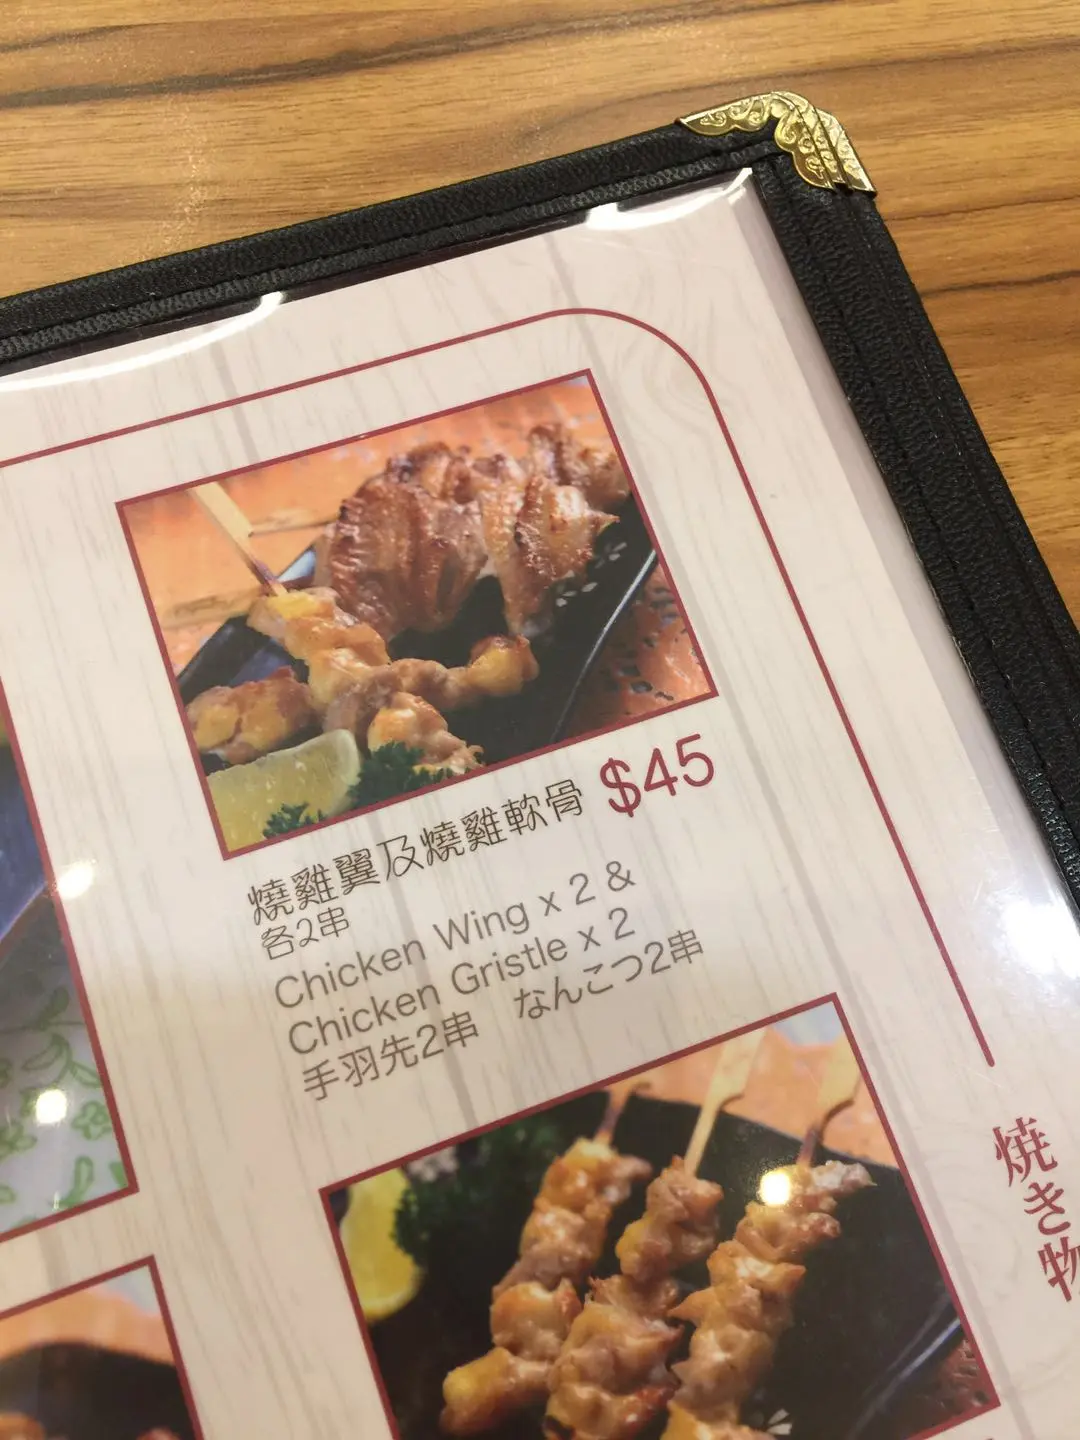 燒雞翼及燒雞軟骨 $45
各2串
Chicken Wing x 2 &
Chicken Gristle x 2
手羽先2串 なんこつ2串
焼き物